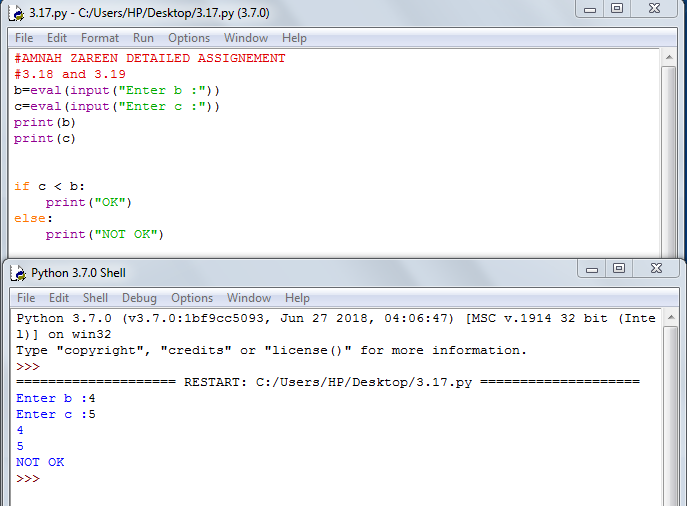 3.17.py - C:/Users/HP/Desktop/3.17.py (3.7.0)
File Edit Format Run Options Window Help
#AMNAH ZAREEN DETAILED ASSIGNEMENT
#3.18 and 3.19
b=eval(input("Enter b :"))
c=eval(input("Enter c :"))
print(b)
print(c)
if c < b:
    print("OK")
else:
    print("NOT OK")
Python 3.7.0 Shell
File Edit Shell Debug Options Window Help
Python 3.7.0 (v3.7.0:1bf9cc5093, Jun 27 2018, 04:06:47) [MSC v.1914 32 bit (Inte
l)] on win32
Type "copyright", "credits" or "license()" for more information.
>>>
==================== RESTART: C:/Users/HP/Desktop/3.17.py ====================
Enter b :4
Enter c :5
4
5
NOT OK
>>>